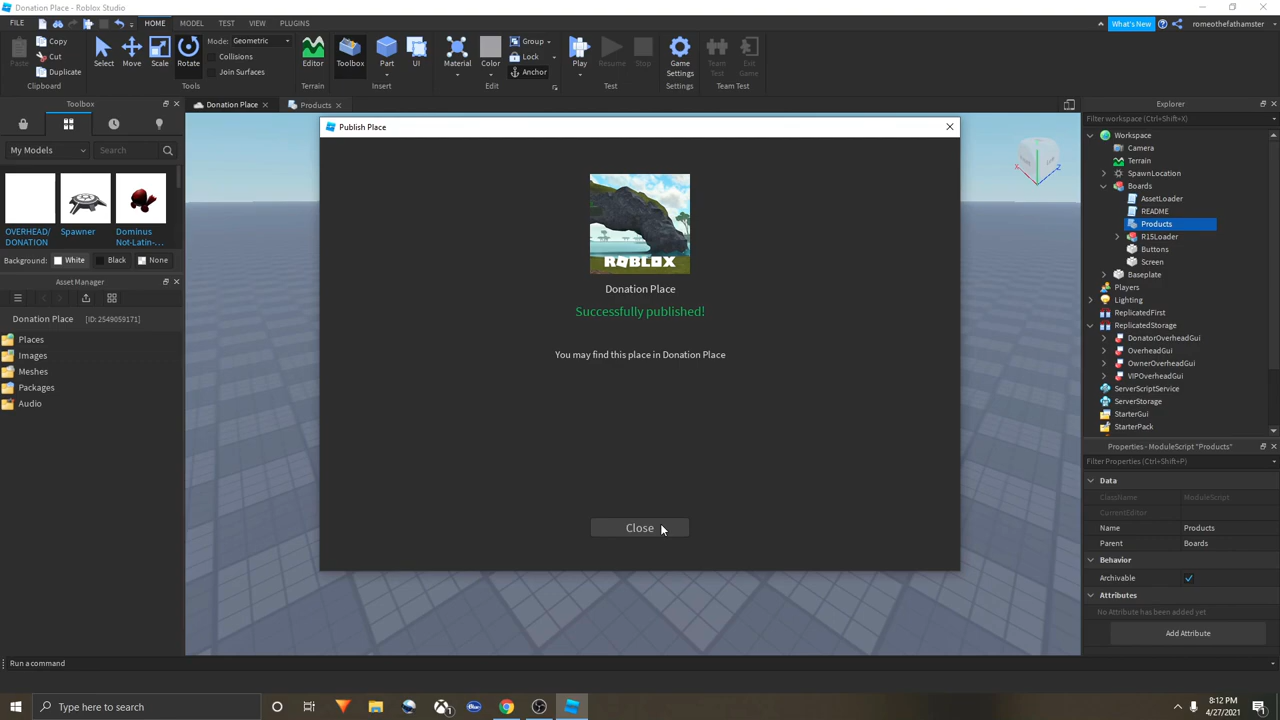 Donation Place - Roblox Studio
FILE HOME MODEL TEST VIEW PLUGINS What's New romeothefathamster
Paste Copy Cut Duplicate Clipboard
Select Move Scale Rotate Mode: Geometric Collisions Join Surfaces Tools
Editor Terrain
Toolbox Part UI Insert
Material Color Group Lock Anchor Edit
Play Resume Stop Test
Game Settings Settings
Team Test Exit Game Team Test
Toolbox
My Models Search
OVERHEAD/ DONATION
Spawner
Dominus Not-Latin-...
Background: White Black None
Asset Manager
Donation Place [ID: 2549059171]
Places
Images
Meshes
Packages
Audio
Donation Place Products
Publish Place
ROBLOX
Donation Place
Successfully published!
You may find this place in Donation Place
Close
Explorer
Filter workspace (Ctrl+Shift+X)
Workspace
Camera
Terrain
SpawnLocation
Boards
AssetLoader
README
Products
R15Loader
Buttons
Screen
Baseplate
Players
Lighting
ReplicatedFirst
ReplicatedStorage
DonatorOverheadGui
OverheadGui
OwnerOverheadGui
VIPOverheadGui
ServerScriptService
ServerStorage
StarterGui
StarterPack
Properties - ModuleScript "Products"
Filter Properties (Ctrl+Shift+P)
Data
ClassName ModuleScript
CurrentEditor
Name Products
Parent Boards
Behavior
Archivable
Attributes
No Attribute has been added yet
Add Attribute
Run a command
Type here to search
8:12 PM
4/27/2021